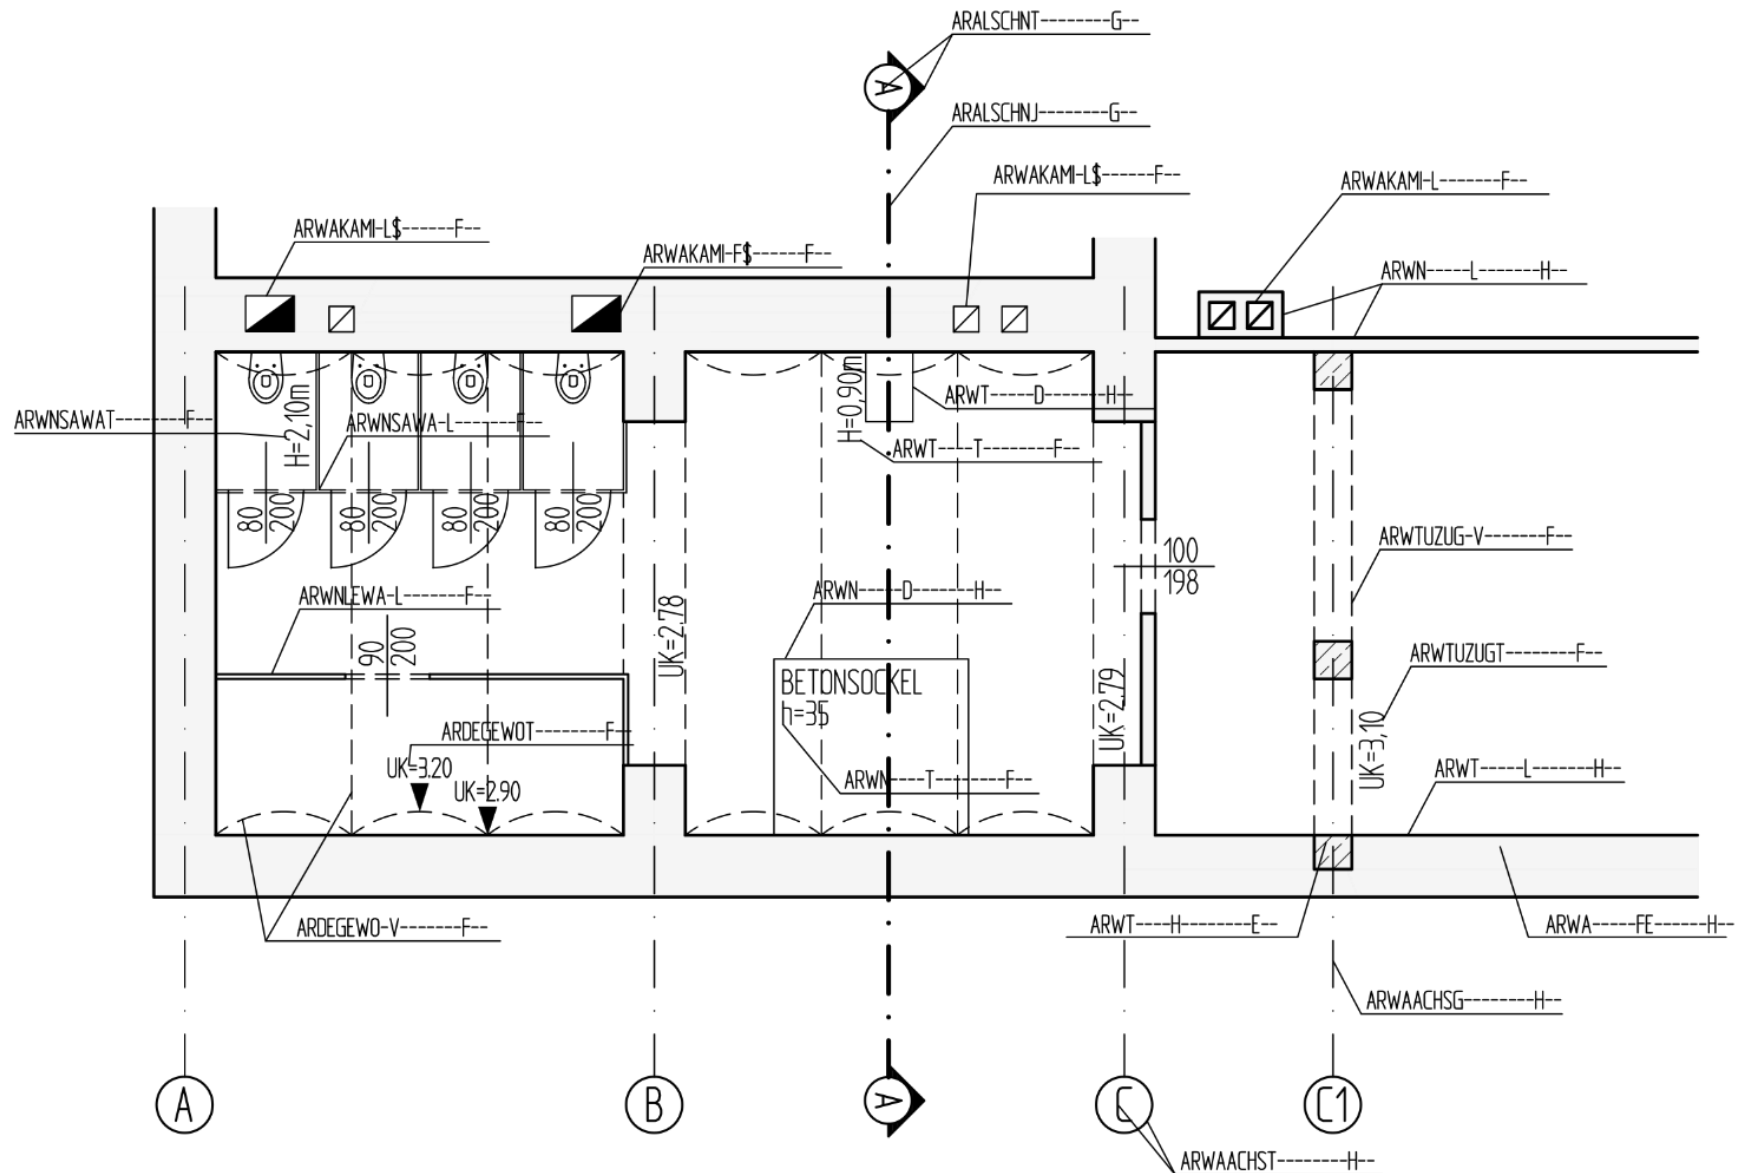 ARALSCHNT--------G--
A
ARALSCHNJ--------G--
ARWAKAMI-L$------F--
ARWAKAMI-L-------F--
ARWAKAMI-L$------F--
ARWAKAMI-F$------F--
ARWN-----L-------H--
H=2,10m
H=0,90m
ARWT-----D-------H--
ARWNSAWAT--------F--
ARWNSAWA-L-------F--
ARWT-----T-------F--
80
200
80
200
80
200
80
200
ARWTUZUG-V-------F--
100
198
ARWNLEWA-L-------F--
ARWN-----D-------H--
UK=2.78
90
200
ARWTUZUGT--------F--
BETONSOCKEL
h=35
UK=2.79
ARDEGEWOT--------F--
UK=3,10
UK=3.20
UK=2.90
ARWN-----T-------F--
ARWT-----L-------H--
ARDEGEWO-V-------F--
ARWT----H--------E--
ARWA-----FE------H--
ARWAACHSG--------H--
A
B
A
C
C1
ARWAACHST--------H--